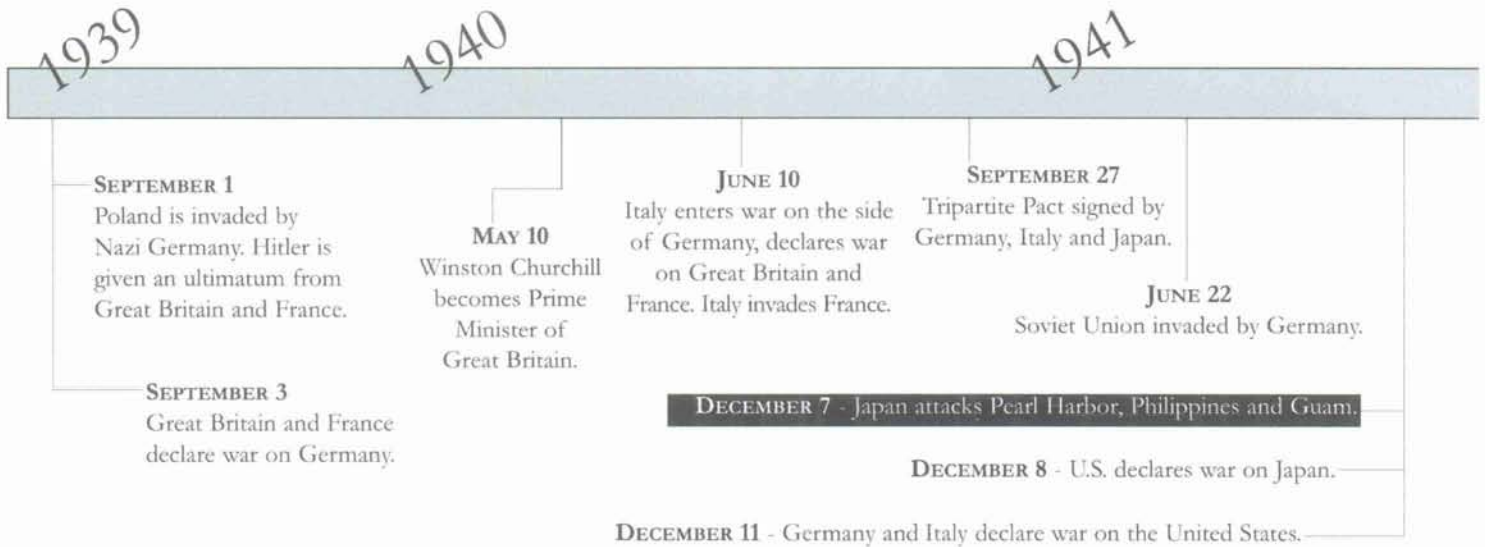 1939
1940
1941
SEPTEMBER 1
Poland is invaded by
Nazi Germany. Hitler is
given an ultimatum from
Great Britain and France.
SEPTEMBER 3
Great Britain and France
declare war on Germany.
MAY 10
Winston Churchill
becomes Prime
Minister of
Great Britain.
JUNE 10
Italy enters war on the side
of Germany, declares war
on Great Britain and
France. Italy invades France.
SEPTEMBER 27
Tripartite Pact signed by
Germany, Italy and Japan.
JUNE 22
Soviet Union invaded by Germany.
DECEMBER 7 - Japan attacks Pearl Harbor, Philippines and Guam.
DECEMBER 8 - U.S. declares war on Japan.
DECEMBER 11 - Germany and Italy declare war on the United States.